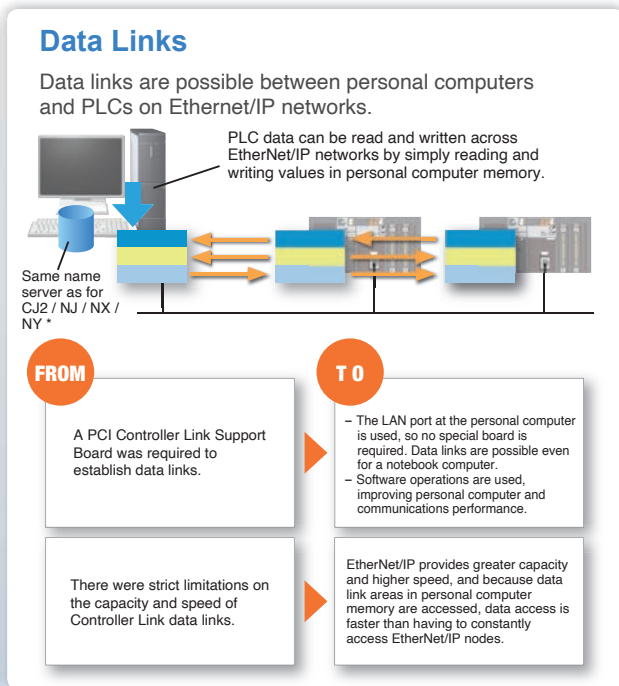 Data Links
Data links are possible between personal computers
and PLCs on Ethernet/IP networks.
PLC data can be read and written across
EtherNet/IP networks by simply reading and
writing values in personal computer memory.
Same name
server as for
CJ2 / NJ / NX /
NY *
FROM
T O
A PCI Controller Link Support
Board was required to
establish data links.
– The LAN port at the personal computer
is used, so no special board is
required. Data links are possible even
for a notebook computer.
– Software operations are used,
improving personal computer and
communications performance.
There were strict limitations on
the capacity and speed of
Controller Link data links.
EtherNet/IP provides greater capacity
and higher speed, and because data
link areas in personal computer
memory are accessed, data access is
faster than having to constantly
access EtherNet/IP nodes.